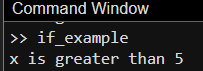 Command Window
>> if_example
x is greater than 5